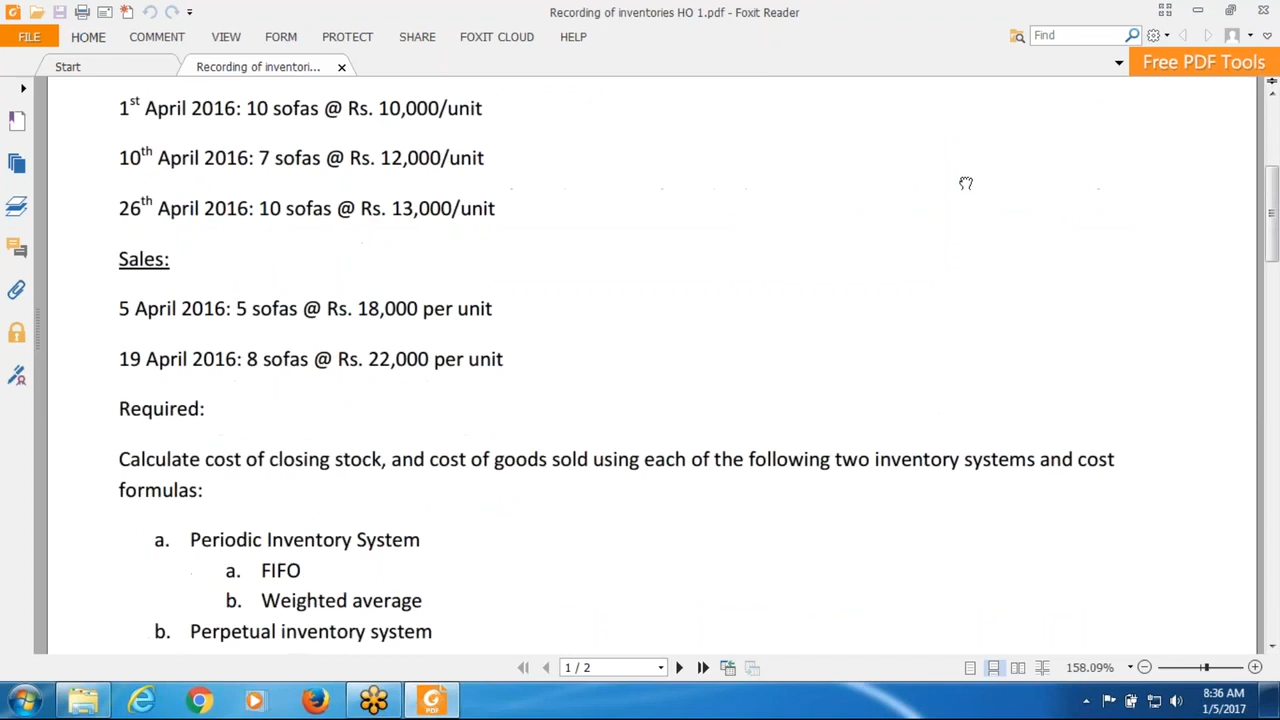 Recording of inventories HO 1.pdf - Foxit Reader
FILE HOME COMMENT VIEW FORM PROTECT SHARE FOXIT CLOUD HELP Find
Start Recording of inventori... Free PDF Tools
1st April 2016: 10 sofas @ Rs. 10,000/unit
10th April 2016: 7 sofas @ Rs. 12,000/unit
26th April 2016: 10 sofas @ Rs. 13,000/unit
Sales:
5 April 2016: 5 sofas @ Rs. 18,000 per unit
19 April 2016: 8 sofas @ Rs. 22,000 per unit
Required:
Calculate cost of closing stock, and cost of goods sold using each of the following two inventory systems and cost
formulas:
a. Periodic Inventory System
a. FIFO
b. Weighted average
b. Perpetual inventory system
1 / 2 158.09%
8:36 AM
1/5/2017